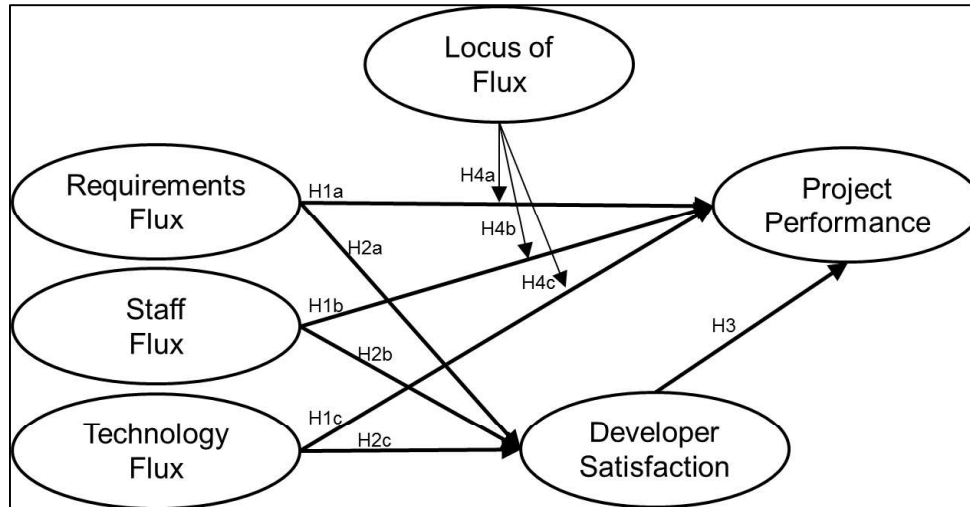 Locus of
Flux
Requirements
Flux
H1a
H4a
Project
Performance
H4b
H2a
H4c
Staff
Flux
H1b
H2b
H3
Technology
Flux
H1c
H2c
Developer
Satisfaction